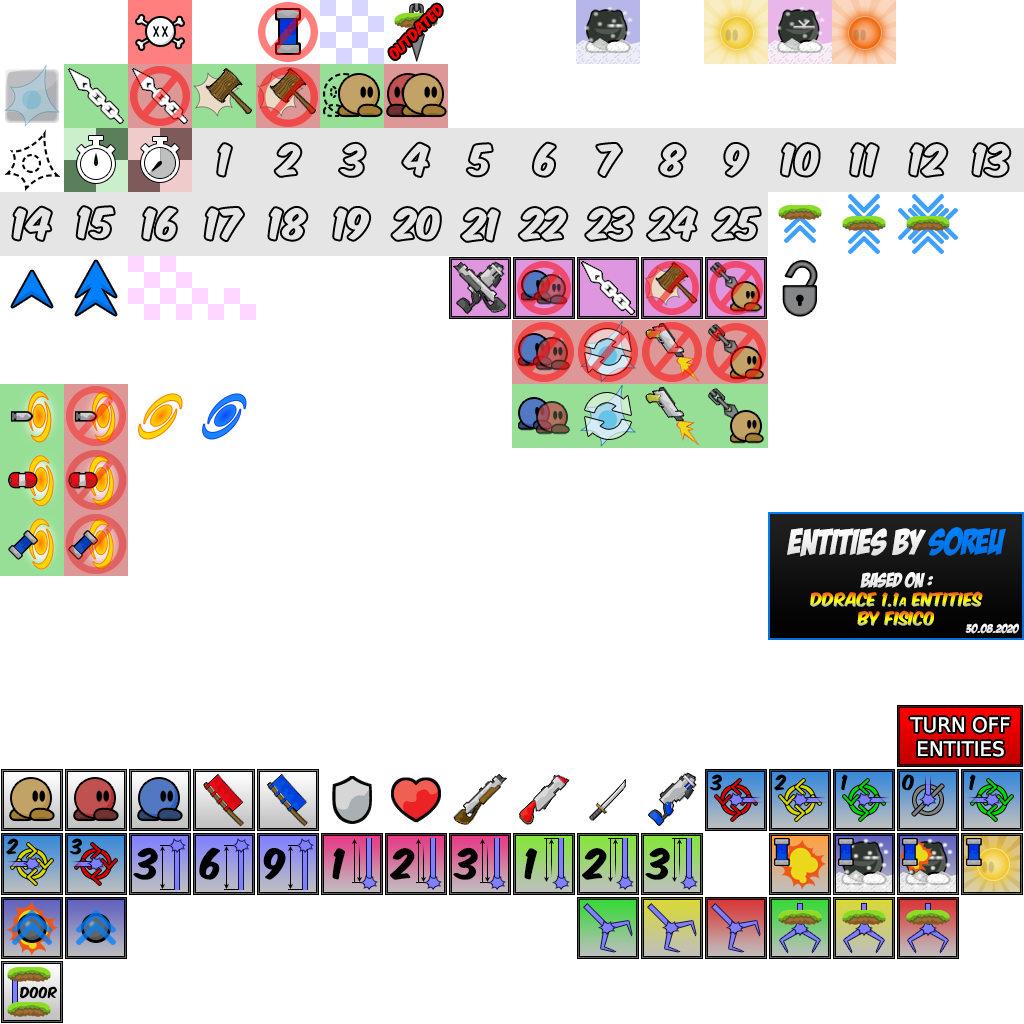 OUTDATED
1 2 3 4 5 6 7 8 9 10 11 12 13
14 15 16 17 18 19 20 21 22 23 24 25
ENTITIES BY SOREU
BASED ON :
DDRACE 1.1A ENTITIES
BY FISICO
30.08.2020
TURN OFF
ENTITIES
3 2 1 0 1
2 3 3 6 9 1 2 3 1 2 3
DOOR